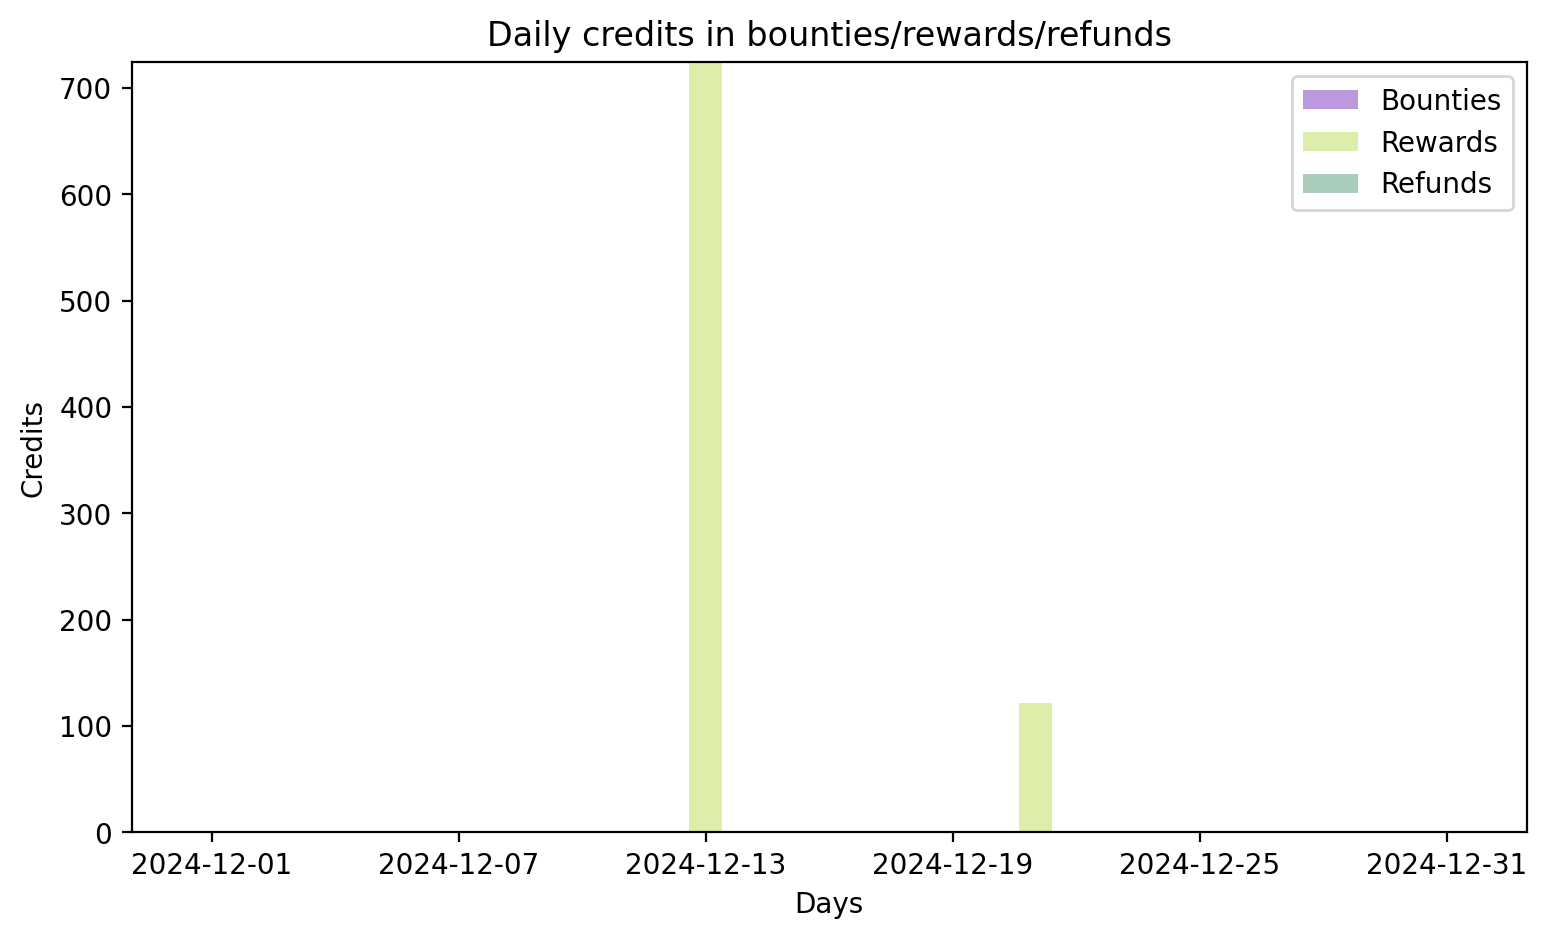 Daily credits in bounties/rewards/refunds
700
600
500
400
300
200
100
0
Credits
Bounties
Rewards
Refunds
2024-12-01 2024-12-07 2024-12-13 2024-12-19 2024-12-25 2024-12-31
Days